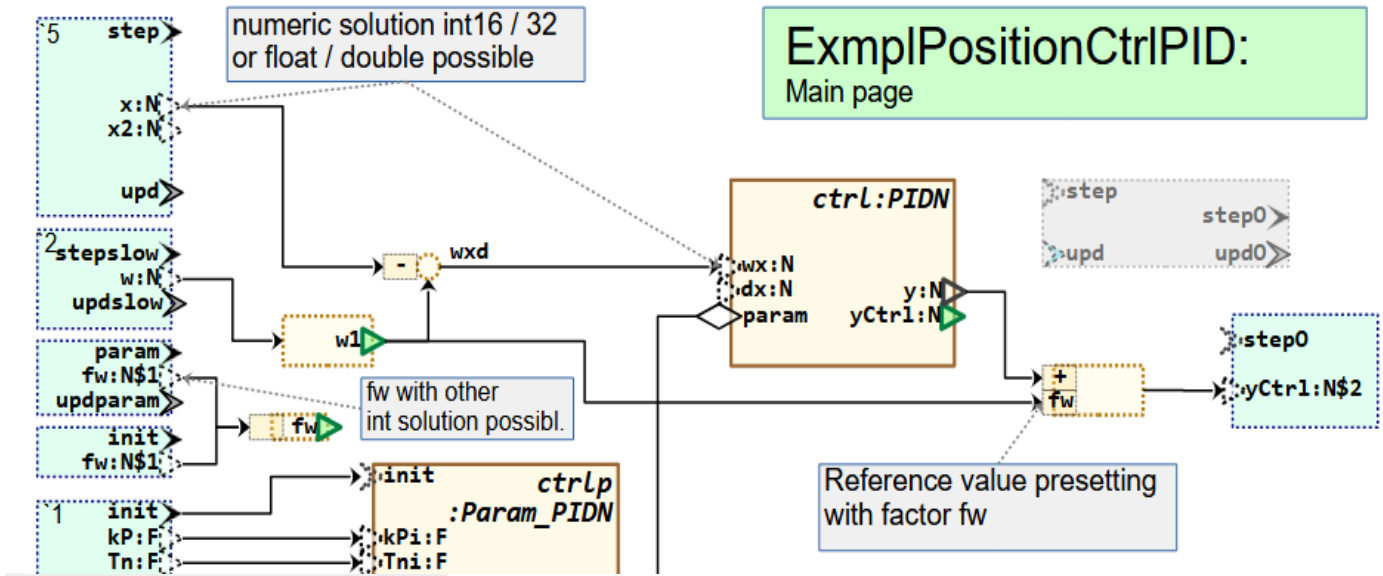 `5
step
x:N
x2:N
upd
numeric solution int16 / 32
or float / double possible
ExmplPositionCtrlPID:
Main page
2
stepslow
w:N
updslow
-
wxd
w1
ctrl:PIDN
wx:N
dx:N
param
y:N
yCtrl:N
step
stepO
upd
updO
param
fw:N$1
updparam
init
fw:N$1
fw
fw with other
int solution possibl.
+
fw
stepO
yCtrl:N$2
Reference value presetting
with factor fw
`1
init
kP:F
Tn:F
init
ctrlp
:Param_PIDN
kPi:F
Tni:F